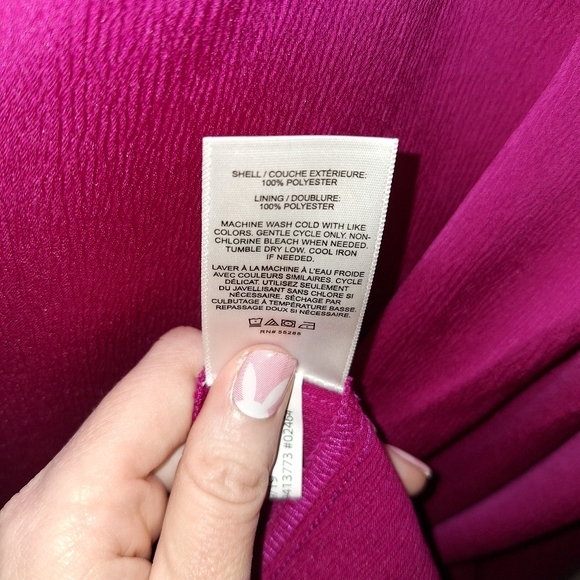 SHELL / COUCHE EXTÉRIEURE:
100% POLYESTER
LINING / DOUBLURE:
100% POLYESTER
MACHINE WASH COLD WITH LIKE
COLORS. GENTLE CYCLE ONLY. NON-
CHLORINE BLEACH WHEN NEEDED.
TUMBLE DRY LOW. COOL IRON
IF NEEDED.
LAVER À LA MACHINE À L'EAU FROIDE
AVEC COULEURS SIMILAIRES. CYCLE
DÉLICAT. UTILISEZ SEULEMENT
DU JAVELLISANT SANS CHLORE SI
NÉCESSAIRE. SÉCHAGE PAR
CULBUTAGE À TEMPÉRATURE BASSE.
REPASSAGE DOUX SI NÉCESSAIRE.
RN# 55285
413773 #02464